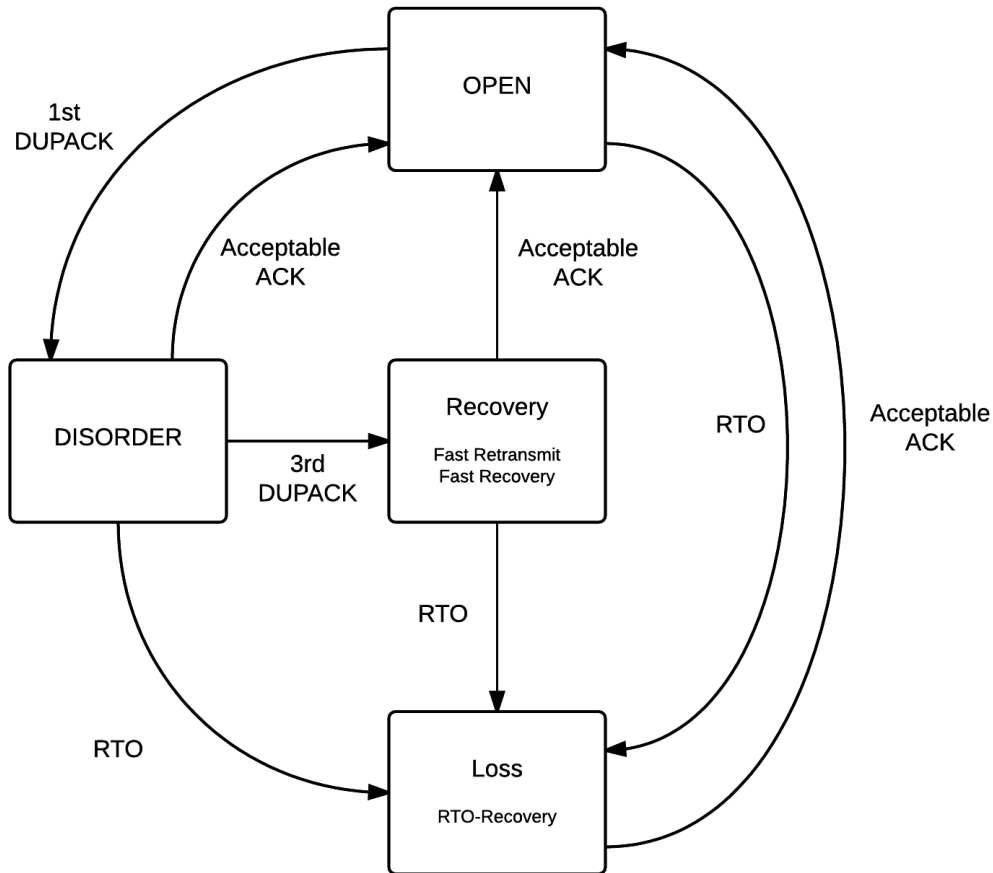 OPEN
1st
DUPACK
Acceptable
ACK
Acceptable
ACK
DISORDER
3rd
DUPACK
Recovery
Fast Retransmit
Fast Recovery
RTO
Acceptable
ACK
RTO
RTO
Loss
RTO-Recovery